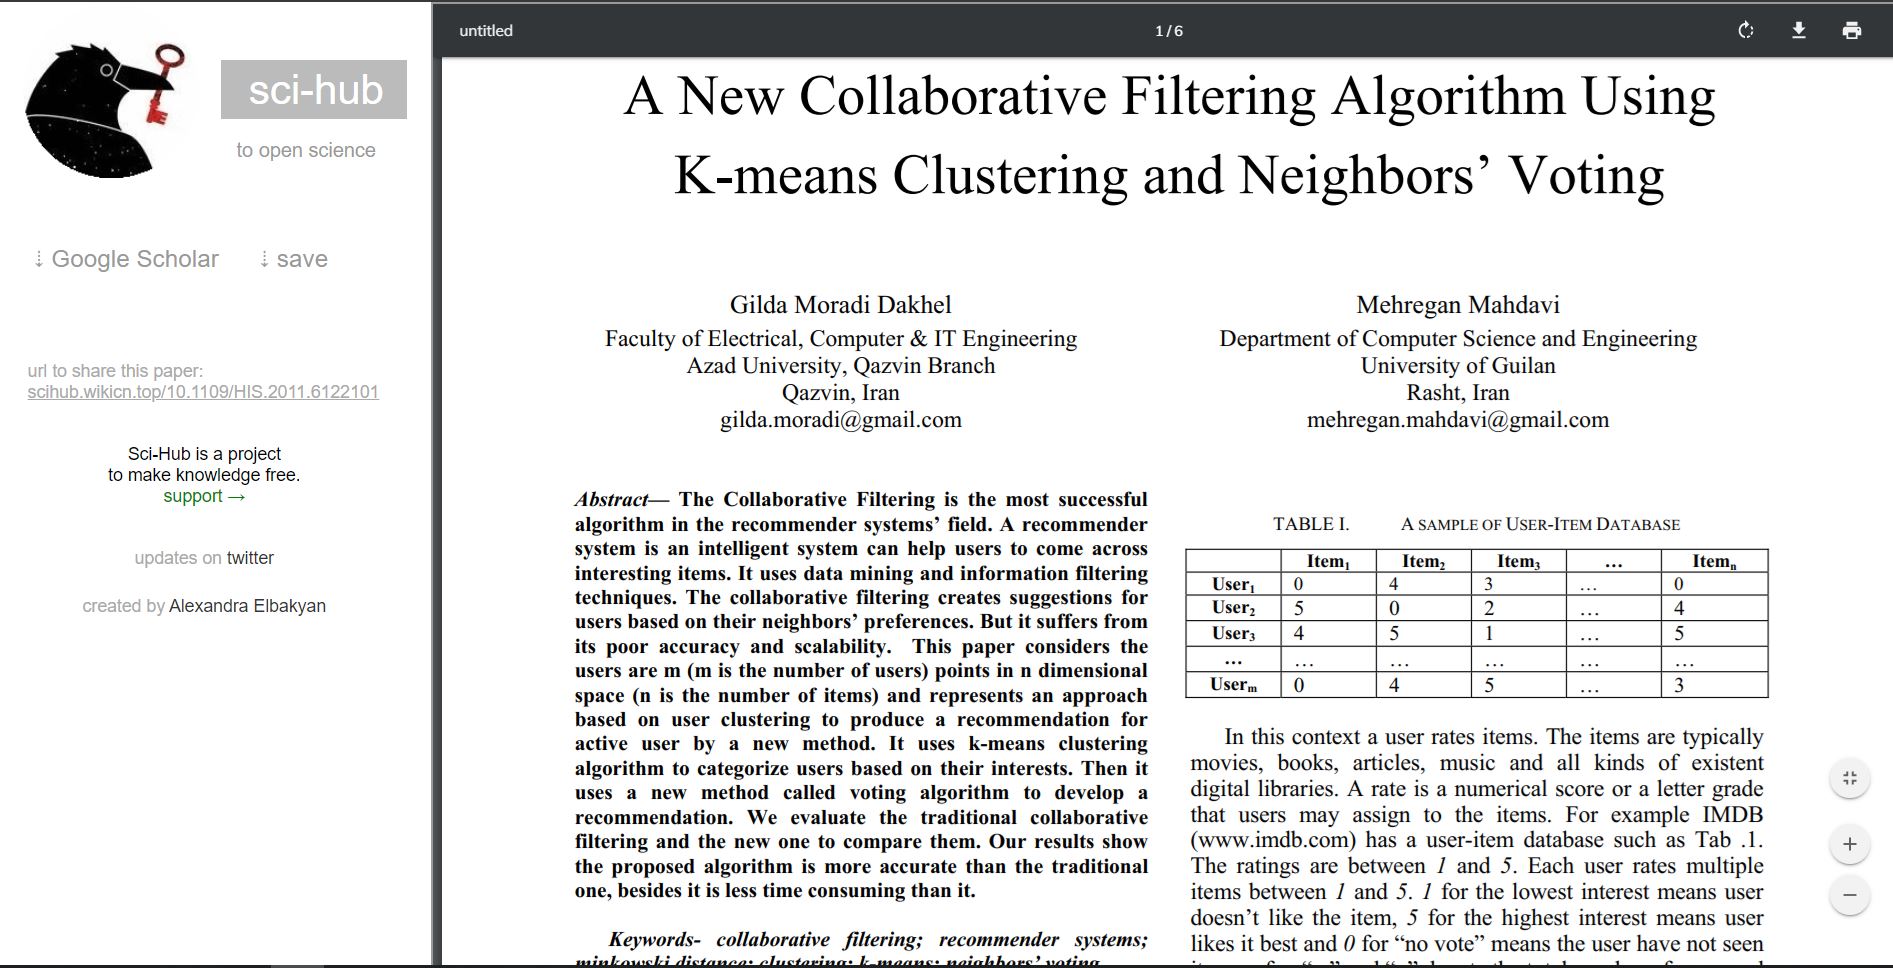 sci-hub
to open science
⇣ Google Scholar ⇣ save
url to share this paper:
scihub.wikicn.top/10.1109/HIS.2011.6122101
Sci-Hub is a project
to make knowledge free.
support →
updates on twitter
created by Alexandra Elbakyan
untitled
1 / 6
A New Collaborative Filtering Algorithm Using
K-means Clustering and Neighbors’ Voting
Gilda Moradi Dakhel
Faculty of Electrical, Computer & IT Engineering
Azad University, Qazvin Branch
Qazvin, Iran
gilda.moradi@gmail.com
Mehregan Mahdavi
Department of Computer Science and Engineering
University of Guilan
Rasht, Iran
mehregan.mahdavi@gmail.com
Abstract— The Collaborative Filtering is the most successful
algorithm in the recommender systems’ field. A recommender
system is an intelligent system can help users to come across
interesting items. It uses data mining and information filtering
techniques. The collaborative filtering creates suggestions for
users based on their neighbors’ preferences. But it suffers from
its poor accuracy and scalability. This paper considers the
users are m (m is the number of users) points in n dimensional
space (n is the number of items) and represents an approach
based on user clustering to produce a recommendation for
active user by a new method. It uses k-means clustering
algorithm to categorize users based on their interests. Then it
uses a new method called voting algorithm to develop a
recommendation. We evaluate the traditional collaborative
filtering and the new one to compare them. Our results show
the proposed algorithm is more accurate than the traditional
one, besides it is less time consuming than it.
Keywords- collaborative filtering; recommender systems;
minkowski distance; clustering; k-means; neighbors’ voting
TABLE I. A SAMPLE OF USER-ITEM DATABASE
Item₁ Item₂ Item₃ ... Itemₙ
User₁ 0 4 3 ... 0
User₂ 5 0 2 ... 4
User₃ 4 5 1 ... 5
... ... ... ... ... ...
Userₘ 0 4 5 ... 3
In this context a user rates items. The items are typically
movies, books, articles, music and all kinds of existent
digital libraries. A rate is a numerical score or a letter grade
that users may assign to the items. For example IMDB
(www.imdb.com) has a user-item database such as Tab .1.
The ratings are between 1 and 5. Each user rates multiple
items between 1 and 5. 1 for the lowest interest means user
doesn’t like the item, 5 for the highest interest means user
likes it best and 0 for “no vote” means the user have not seen